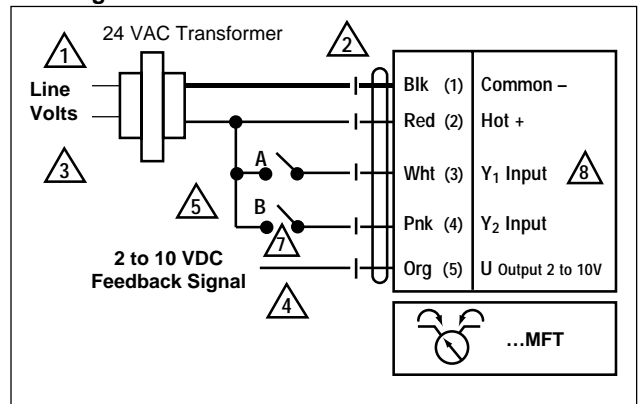 24 VAC Transformer
1
2
Line
Volts
3
Blk (1) Common –
Red (2) Hot +
A
Wht (3) Y1 Input 8
5
B
7
Pnk (4) Y2 Input
2 to 10 VDC
Feedback Signal
4
Org (5) U Output 2 to 10V
...MFT